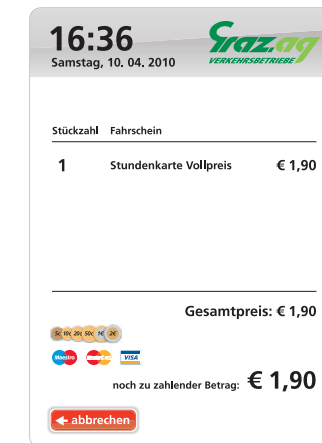 16:36
Samstag, 10. 04. 2010
Graz.ag
VERKEHRSBETRIEBE
Stückzahl Fahrschein
1 Stundenkarte Vollpreis € 1,90
Gesamtpreis: € 1,90
5c 10c 20c 50c 1€ 2€
Maestro MasterCard VISA
noch zu zahlender Betrag: € 1,90
abbrechen